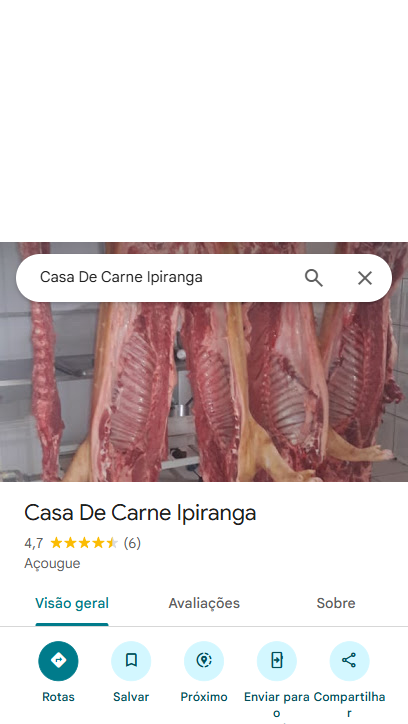 Casa De Carne Ipiranga
Casa De Carne Ipiranga
4,7 (6)
Açougue
Visão geral Avaliações Sobre
Rotas Salvar Próximo Enviar para o Compartilhar